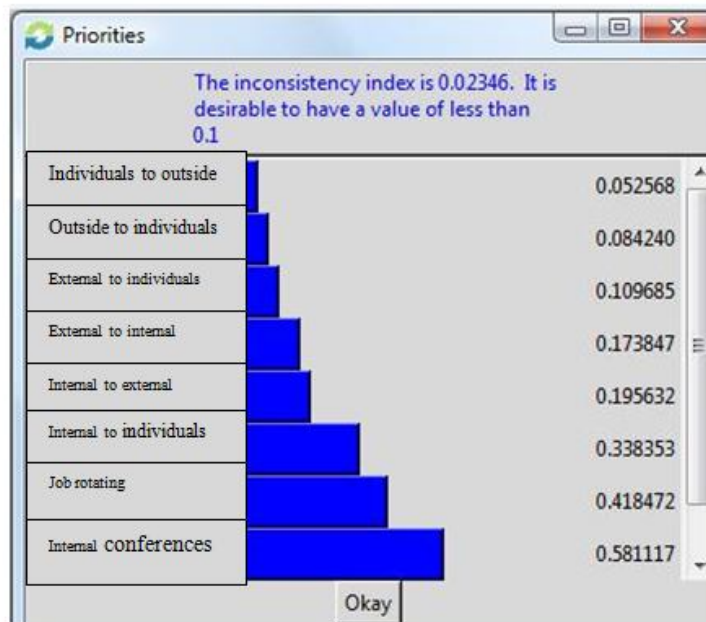 Priorities
The inconsistency index is 0.02346. It is
desirable to have a value of less than
0.1
Individuals to outside 0.052568
Outside to individuals 0.084240
External to individuals 0.109685
External to internal 0.173847
Internal to external 0.195632
Internal to individuals 0.338353
Job rotating 0.418472
Internal conferences 0.581117
Okay